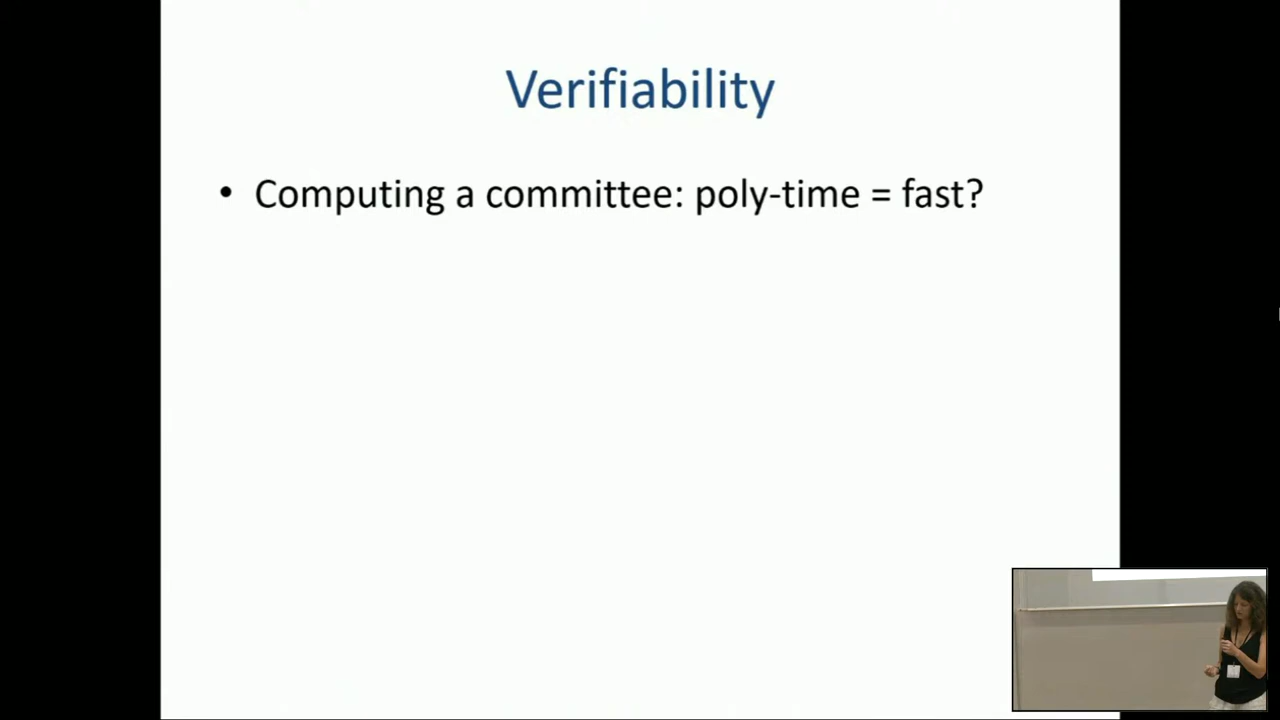 Verifiability
• Computing a committee: poly-time = fast?